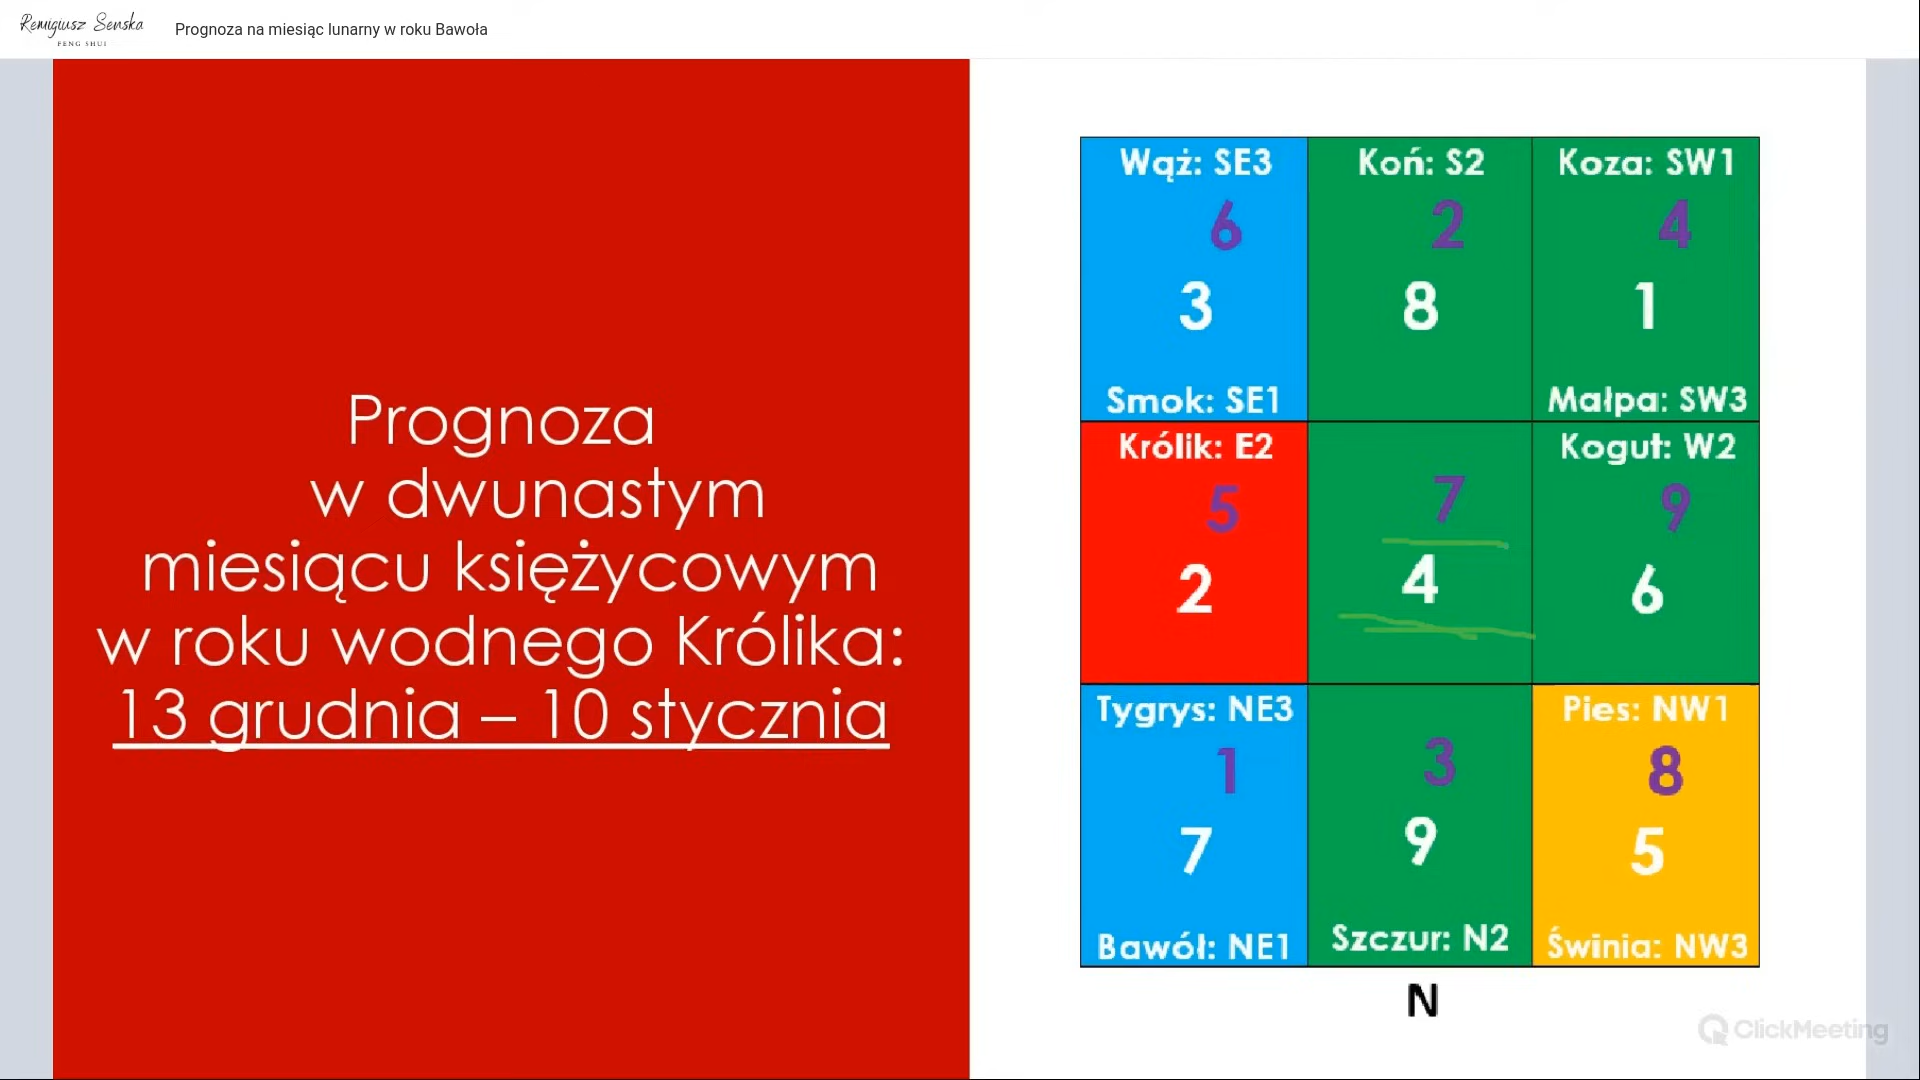 Remigiusz Senska
FENG SHUI
Prognoza na miesiąc lunarny w roku Bawoła
Prognoza
w dwunastym
miesiącu księżycowym
w roku wodnego Królika:
13 grudnia – 10 stycznia
Wąż: SE3
6
3
Smok: SE1
Koń: S2
2
8
Koza: SW1
4
1
Małpa: SW3
Królik: E2
5
2
7
4
Kogut: W2
9
6
Tygrys: NE3
1
7
Bawół: NE1
3
9
Szczur: N2
Pies: NW1
8
5
Świnia: NW3
N
ClickMeeting